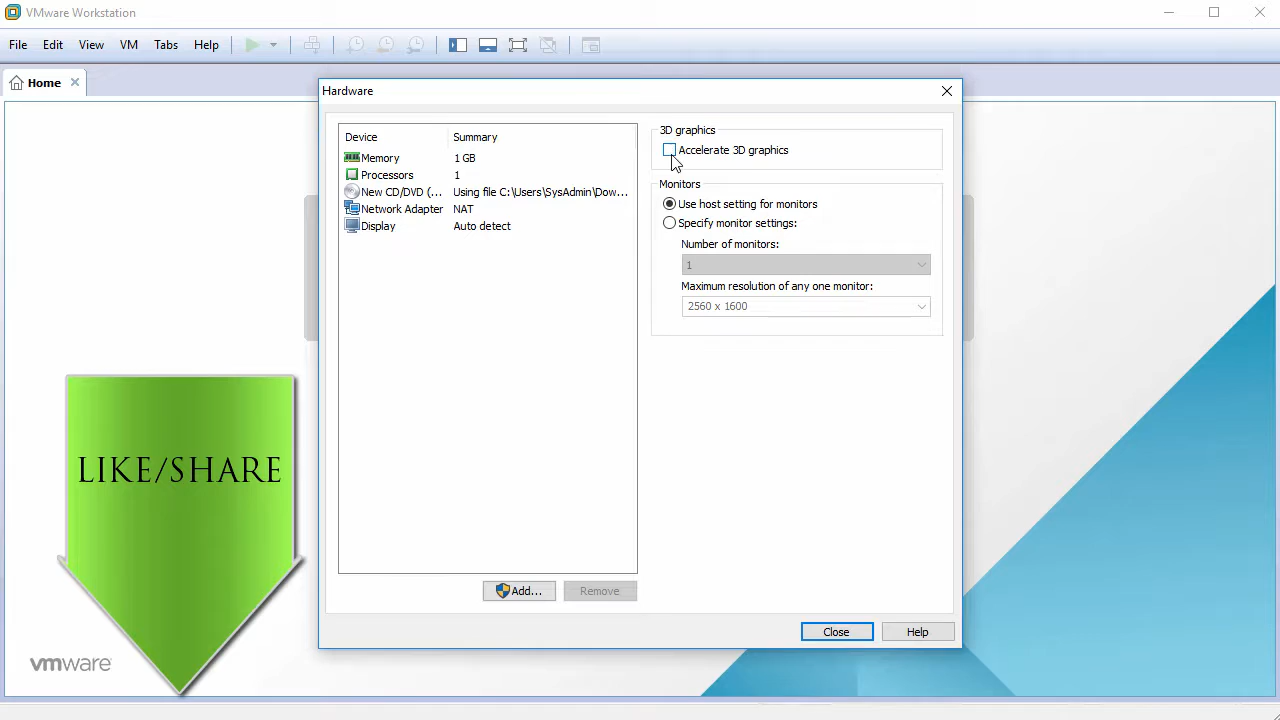 VMware Workstation
File Edit View VM Tabs Help
Home
Hardware
Device Summary
Memory 1 GB
Processors 1
New CD/DVD (... Using file C:\Users\SysAdmin\Dow...
Network Adapter NAT
Display Auto detect
3D graphics
Accelerate 3D graphics
Monitors
Use host setting for monitors
Specify monitor settings:
Number of monitors:
1
Maximum resolution of any one monitor:
2560 x 1600
Add... Remove
Close Help
LIKE/SHARE
vmware